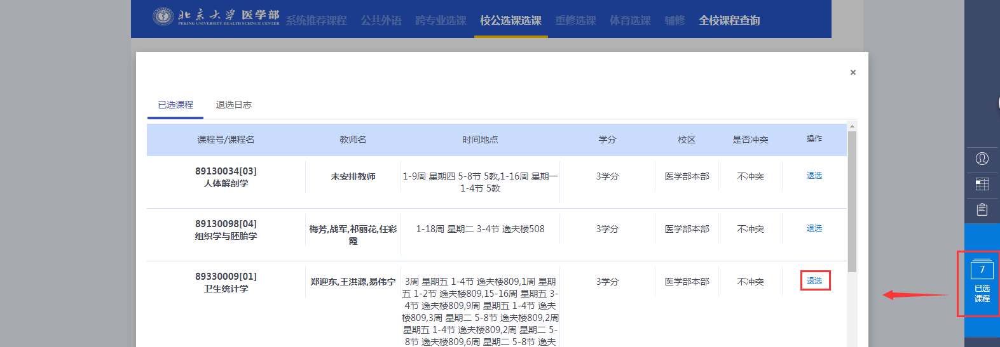 北京大学医学部
PEKING UNIVERSITY HEALTH SCIENCE CENTER
系统推荐课程 公共外语 跨专业选课 校公选课选课 重修选课 体育选课 辅修 全校课程查询
×
已选课程 退选日志
课程号/课程名 教师名 时间地点 学分 校区 是否冲突 操作
89130034[03]
人体解剖学
未安排教师
1-9周 星期四 5-8节 5教,1-16周 星期一
1-4节 5教
3学分
医学部本部
不冲突
退选
89130098[04]
组织学与胚胎学
梅芳,战军,祁丽花,任彩
霞
1-18周 星期二 3-4节 逸夫楼508
3学分
医学部本部
不冲突
退选
89330009[01]
卫生统计学
郑迎东,王洪源,易伟宁
3周 星期五 1-4节 逸夫楼809,1周 星期
五 1-2节 逸夫楼809,15-16周 星期五 3-
4节 逸夫楼809,9周 星期五 1-4节 逸夫
楼809,3周 星期二 5-8节 逸夫楼809,2周
星期五 1-4节 逸夫楼809,2周 星期二 5-
8节 逸夫楼809,6周 星期二 5-8节 逸夫
3学分
医学部本部
不冲突
退选
7
已选
课程